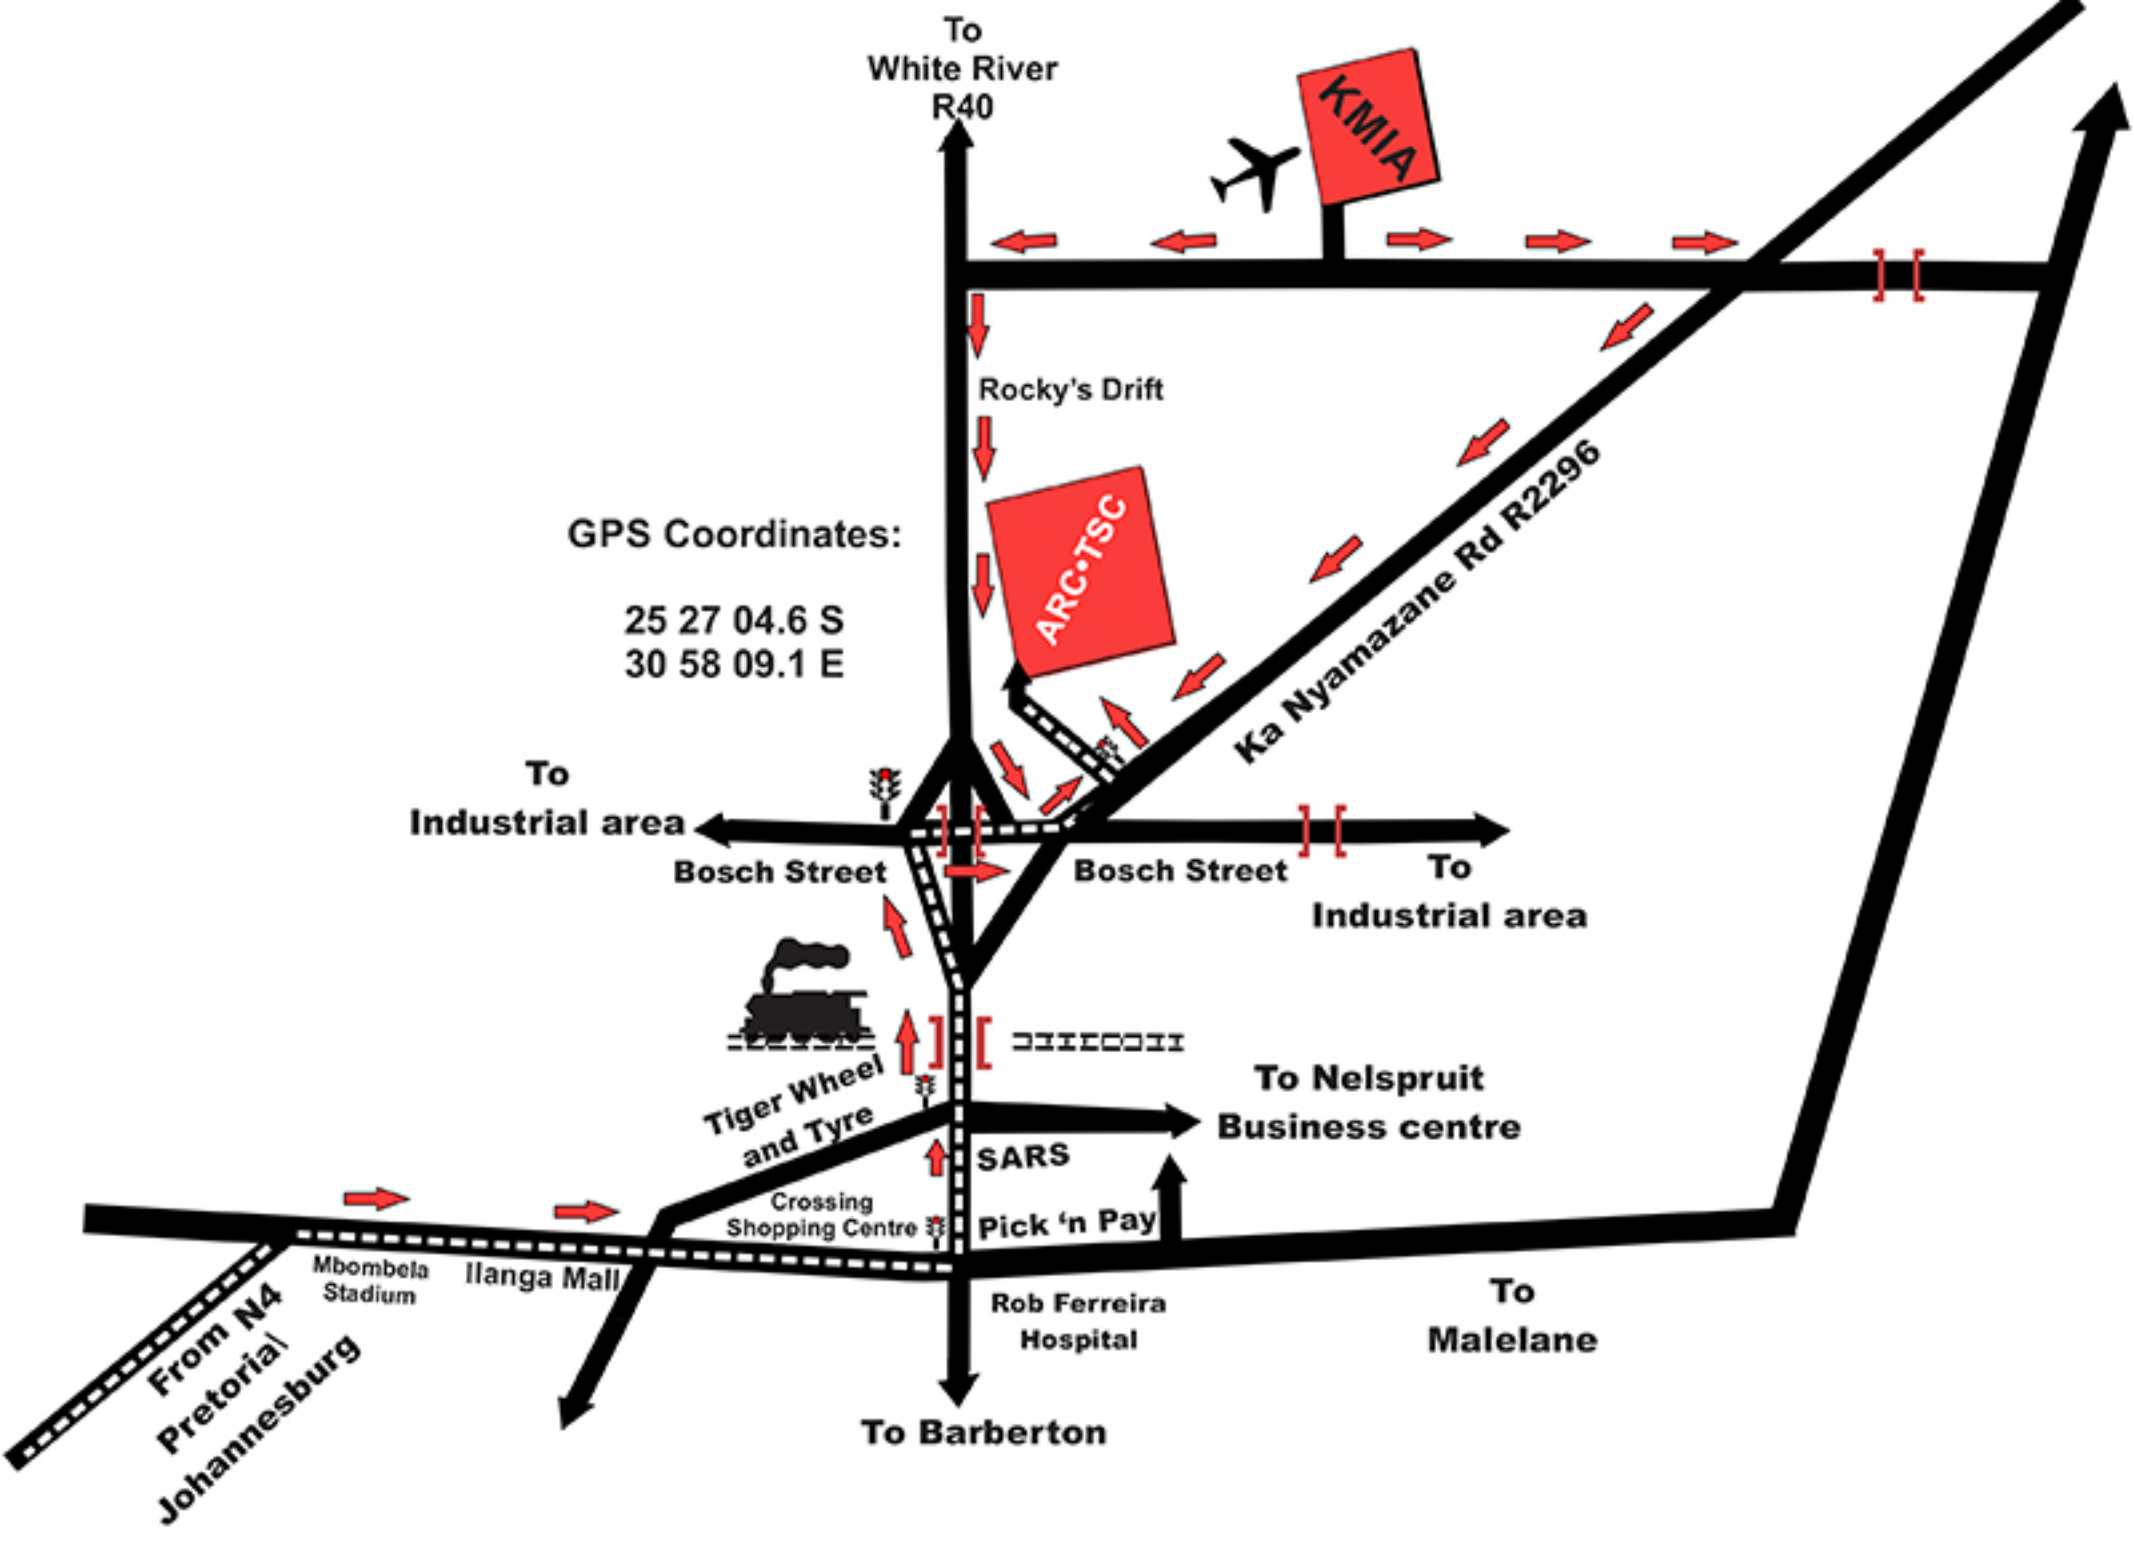 To
White River
R40
KMIA
Rocky's Drift
GPS Coordinates:
25 27 04.6 S
30 58 09.1 E
ARC•TSC
Ka Nyamazane Rd R2296
To
Industrial area
Bosch Street
Bosch Street
To
Industrial area
Tiger Wheel
and Tyre
To Nelspruit
Business centre
SARS
Crossing
Shopping Centre
Pick ‘n Pay
Mbombela
Stadium
Ilanga Mall
From N4
Pretoria\
Johannesburg
Rob Ferreira
Hospital
To
Malelane
To Barberton